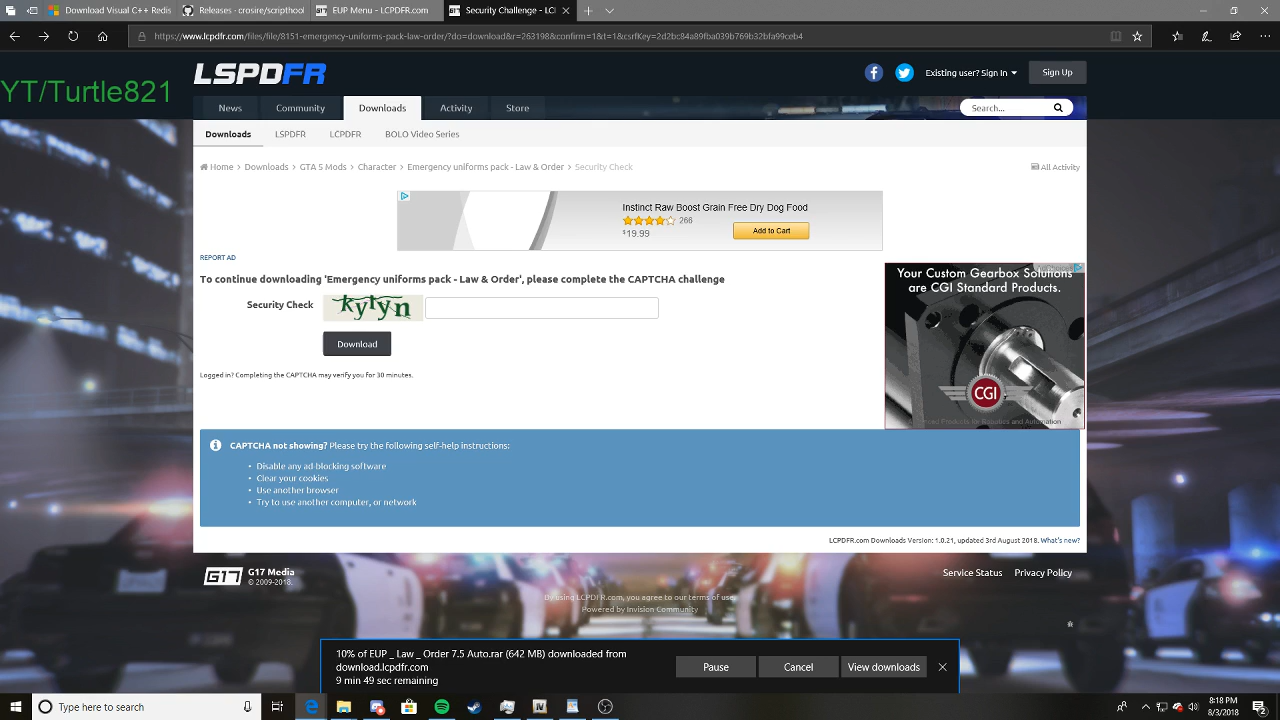 Download Visual C++ Redist
Downloads
EUP Menu - LCPDFR.com
Security Challenge - LCI
https://www.lcpdfr.com/files/file/8151-emergency-uniforms-pack-law-order/?do=download&r=263198&confirm=1&t=1&csrfKey=2d2bc84a89fba039b769b32bfa99ceb4
YT/Turtle821
LSPDFR
Existing user? Sign In
Sign Up
News
Community
Downloads
Activity
Store
Search...
Downloads
LSPDFR
LCPDFR
BOLO Video Series
Home > Downloads > GTA 5 Mods > Character > Emergency uniforms pack - Law & Order > Security Check
All Activity
Instinct Raw Boost Grain Free Dry Dog Food
266
$19.99
Add to Cart
REPORT AD
Your Custom Gearbox Solutions
are CGI Standard Products.
CGI
Advanced Products for Robotics and Automation
To continue downloading 'Emergency uniforms pack - Law & Order', please complete the CAPTCHA challenge
Security Check
Download
Logged in? Completing the CAPTCHA may verify you for 30 minutes.
CAPTCHA not showing? Please try the following self-help instructions:
• Disable any ad-blocking software
• Clear your cookies
• Use another browser
• Try to use another computer, or network
LCPDFR.com Downloads Version: 1.0.21, updated 3rd August 2018. What's new?
G17
G17 Media
© 2009-2018.
Service Status
Privacy Policy
By using LCPDFR.com, you agree to our terms of use.
Powered by Invision Community
10% of EUP _ Law _ Order 7.5 Auto.rar (642 MB) downloaded from
download.lcpdfr.com
9 min 49 sec remaining
Pause
Cancel
View downloads
Type here to search
8:18 PM
8/3/2018